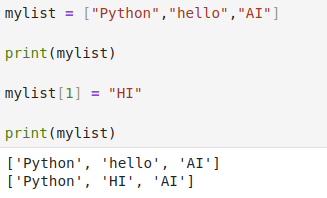 mylist = ["Python","hello","AI"]
print(mylist)
mylist[1] = "HI"
print(mylist)
['Python', 'hello', 'AI']
['Python', 'HI', 'AI']